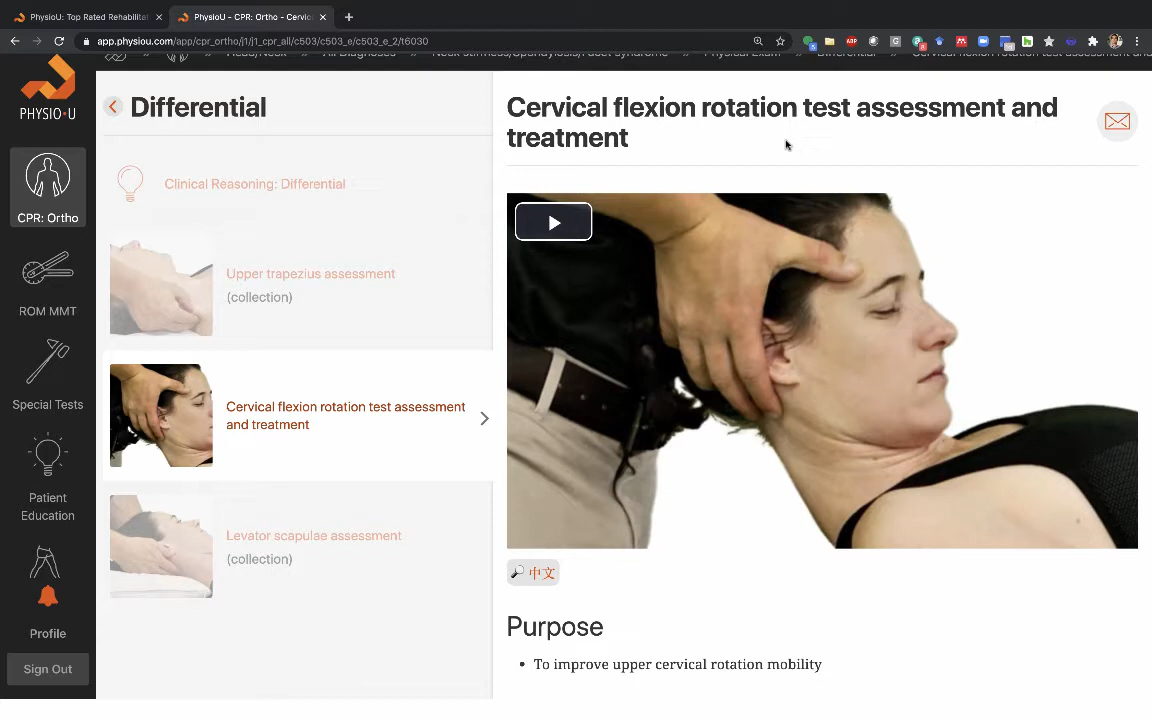 PhysioU: Top Rated Rehabilitat
PhysioU - CPR: Ortho - Cervic
app.physiou.com/app/cpr_ortho/j1/j1_cpr_all/c503/c503_e/c503_e_2/t6030
PHYSIO·U
CPR: Ortho
ROM MMT
Special Tests
Patient
Education
Profile
Sign Out
Differential
Clinical Reasoning: Differential
Upper trapezius assessment
(collection)
Cervical flexion rotation test assessment
and treatment
Levator scapulae assessment
(collection)
Cervical flexion rotation test assessment and
treatment
中文
Purpose
• To improve upper cervical rotation mobility